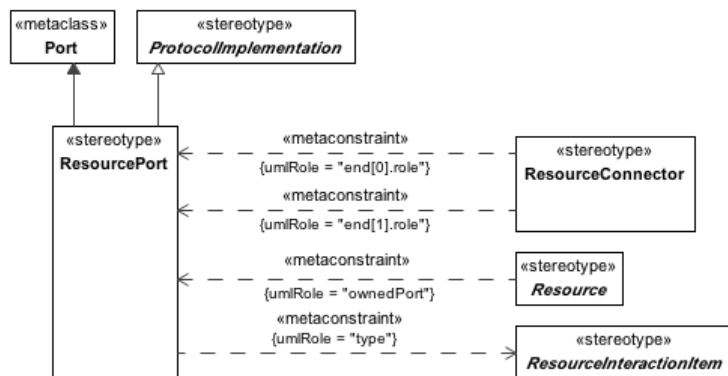 «metaclass»
Port
«stereotype»
ProtocolImplementation
«stereotype»
ResourcePort
«metaconstraint»
{umlRole = "end[0].role"}
«stereotype»
ResourceConnector
«metaconstraint»
{umlRole = "end[1].role"}
«metaconstraint»
{umlRole = "ownedPort"}
«stereotype»
Resource
«metaconstraint»
{umlRole = "type"}
«stereotype»
ResourceInteractionItem